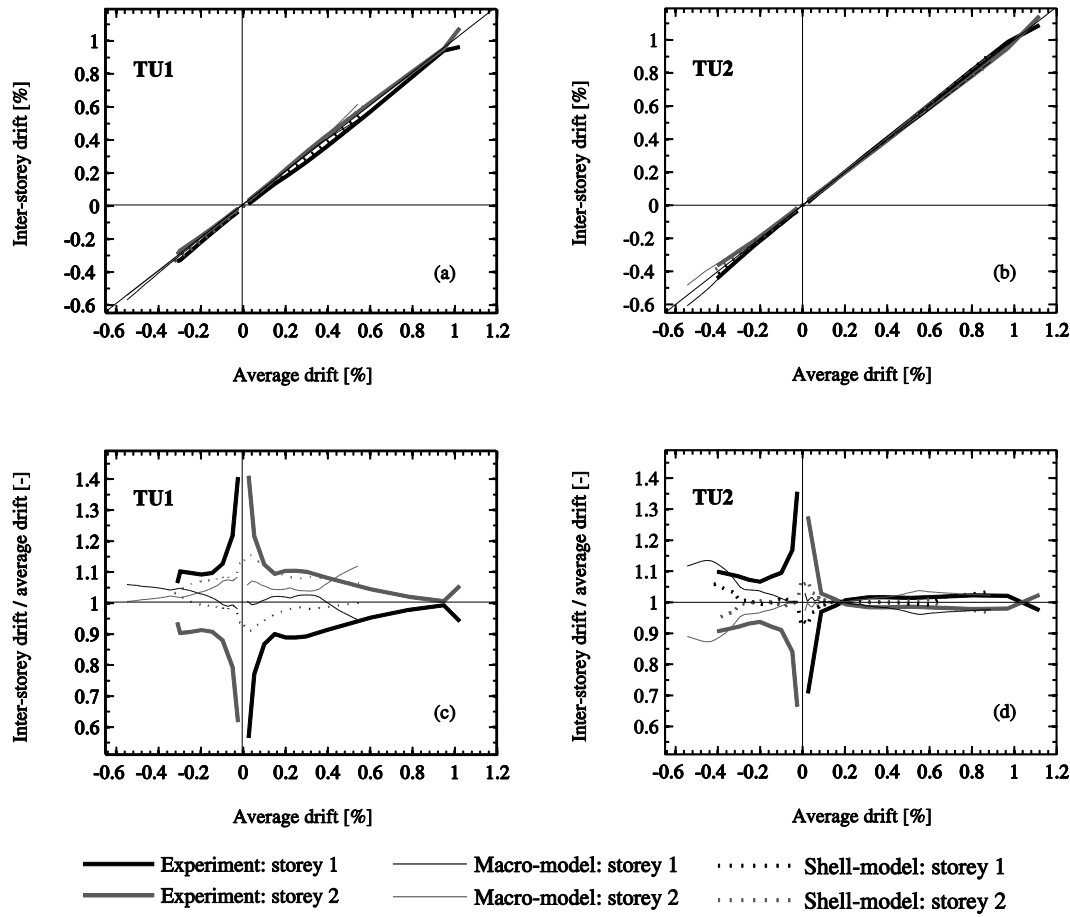 TU1
TU2
Inter-storey drift [%]
1
0.8
0.6
0.4
0.2
0
-0.2
-0.4
-0.6
(a)
-0.6 -0.4 -0.2 0 0.2 0.4 0.6 0.8 1 1.2
Average drift [%]
Inter-storey drift [%]
1
0.8
0.6
0.4
0.2
0
-0.2
-0.4
-0.6
(b)
-0.6 -0.4 -0.2 0 0.2 0.4 0.6 0.8 1 1.2
Average drift [%]
TU1
Inter-storey drift / average drift [-]
1.4
1.3
1.2
1.1
1
0.9
0.8
0.7
0.6
(c)
-0.6 -0.4 -0.2 0 0.2 0.4 0.6 0.8 1 1.2
Average drift [%]
TU2
Inter-storey drift / average drift [-]
1.4
1.3
1.2
1.1
1
0.9
0.8
0.7
0.6
(d)
-0.6 -0.4 -0.2 0 0.2 0.4 0.6 0.8 1 1.2
Average drift [%]
Experiment: storey 1
Macro-model: storey 1
Shell-model: storey 1
Experiment: storey 2
Macro-model: storey 2
Shell-model: storey 2